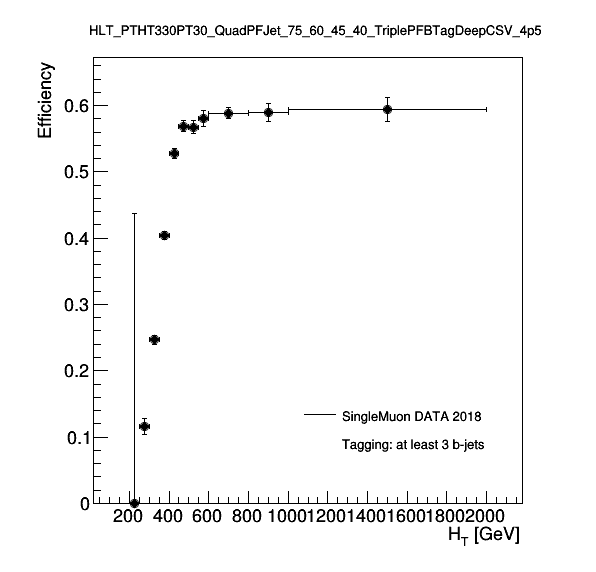 HLT_PTHT330PT30_QuadPFJet_75_60_45_40_TriplePFBTagDeepCSV_4p5
Efficiency
0.6
0.5
0.4
0.3
0.2
0.1
0
SingleMuon DATA 2018
Tagging: at least 3 b-jets
200 400 600 800 1000 1200 1400 1600 1800 2000
H_T [GeV]